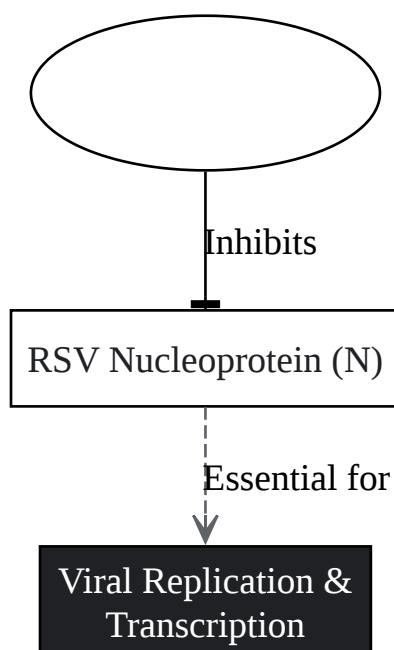 Inhibits
RSV Nucleoprotein (N)
Essential for
Viral Replication &
Transcription